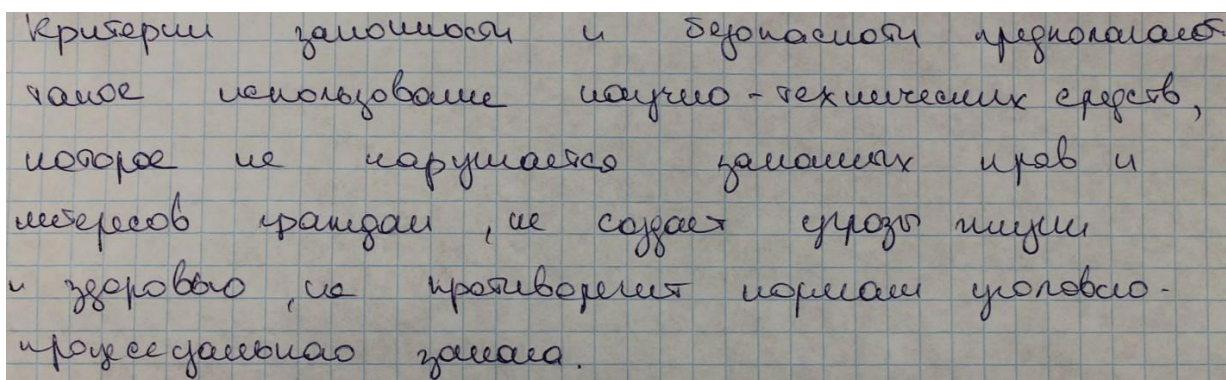 Критерии законности и безопасности предполагают
такое использование научно-технических средств,
которое не нарушается законных прав и
интересов граждан, не создает угрозы жизни
и здоровью, не противоречит нормам уголовно-
процессуального закона.